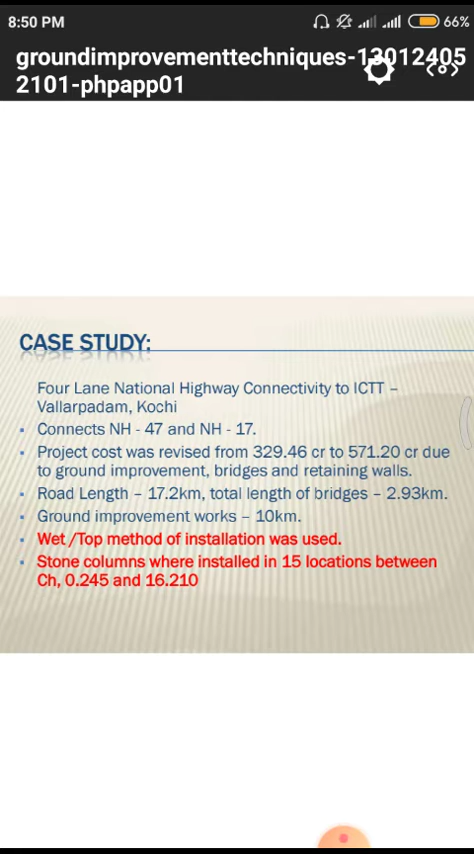 8:50 PM
66%
groundimprovementtechniques-13012405
2101-phpapp01
CASE STUDY:
Four Lane National Highway Connectivity to ICTT –
Vallarpadam, Kochi
• Connects NH - 47 and NH - 17.
• Project cost was revised from 329.46 cr to 571.20 cr due
to ground improvement, bridges and retaining walls.
• Road Length – 17.2km, total length of bridges – 2.93km.
• Ground improvement works – 10km.
• Wet /Top method of installation was used.
• Stone columns where installed in 15 locations between
Ch, 0.245 and 16.210